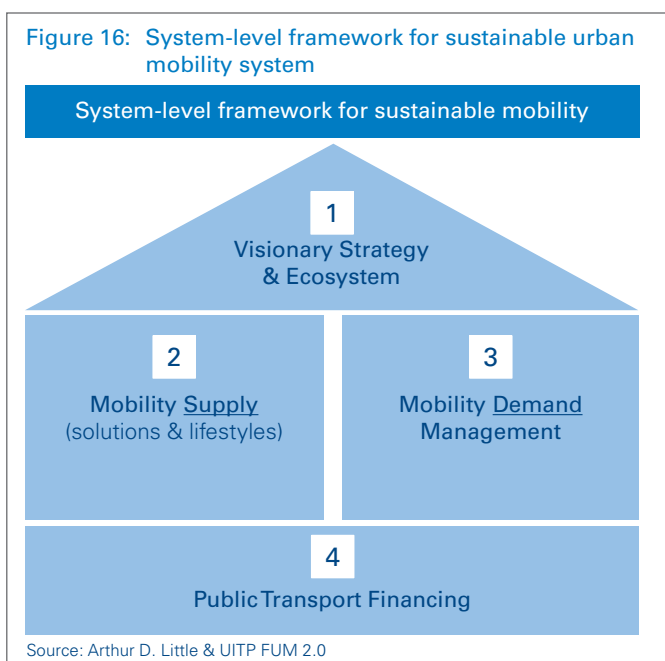 Figure 16: System-level framework for sustainable urban
mobility system
System-level framework for sustainable mobility
1
Visionary Strategy
& Ecosystem
2
Mobility Supply
(solutions & lifestyles)
3
Mobility Demand
Management
4
Public Transport Financing
Source: Arthur D. Little & UITP FUM 2.0